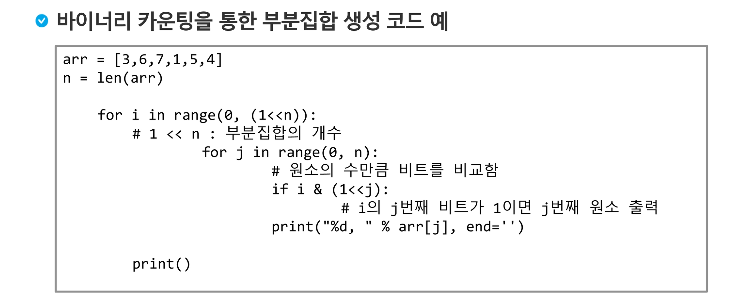 바이너리 카운팅을 통한 부분집합 생성 코드 예
arr = [3,6,7,1,5,4]
n = len(arr)
for i in range(0, (1<<n)):
# 1 << n : 부분집합의 개수
for j in range(0, n):
# 원소의 수만큼 비트를 비교함
if i & (1<<j):
# i의 j번째 비트가 1이면 j번째 원소 출력
print("%d, " % arr[j], end='')
print()